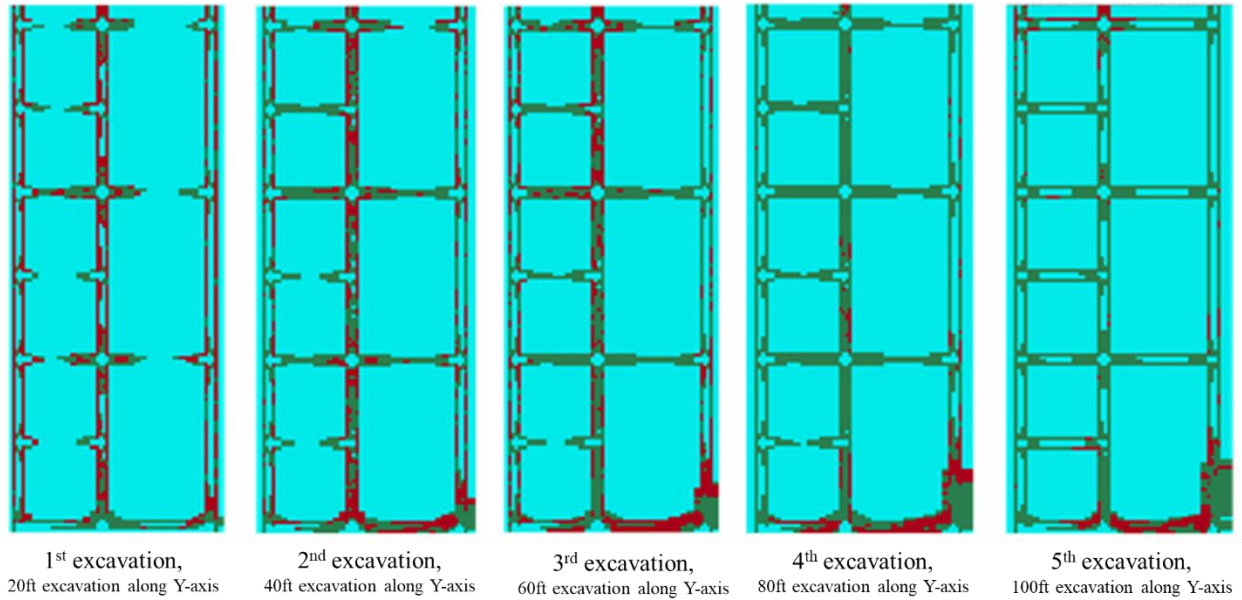 1st excavation,
20ft excavation along Y-axis
2nd excavation,
40ft excavation along Y-axis
3rd excavation,
60ft excavation along Y-axis
4th excavation,
80ft excavation along Y-axis
5th excavation,
100ft excavation along Y-axis